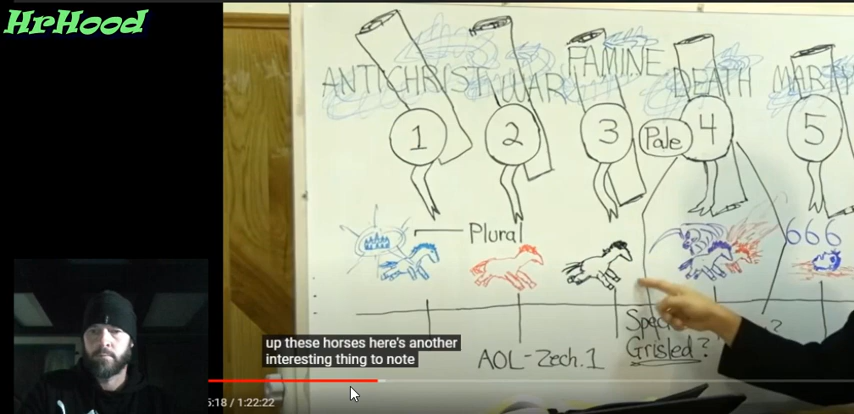 HrHood
ANTICHRIST WAR FAMINE DEATH MARTY
1 2 3 Pale 4 5
Plural
666
up these horses here's another
interesting thing to note
Grisled?
AOL-Zech.1
5:18 / 1:22:22